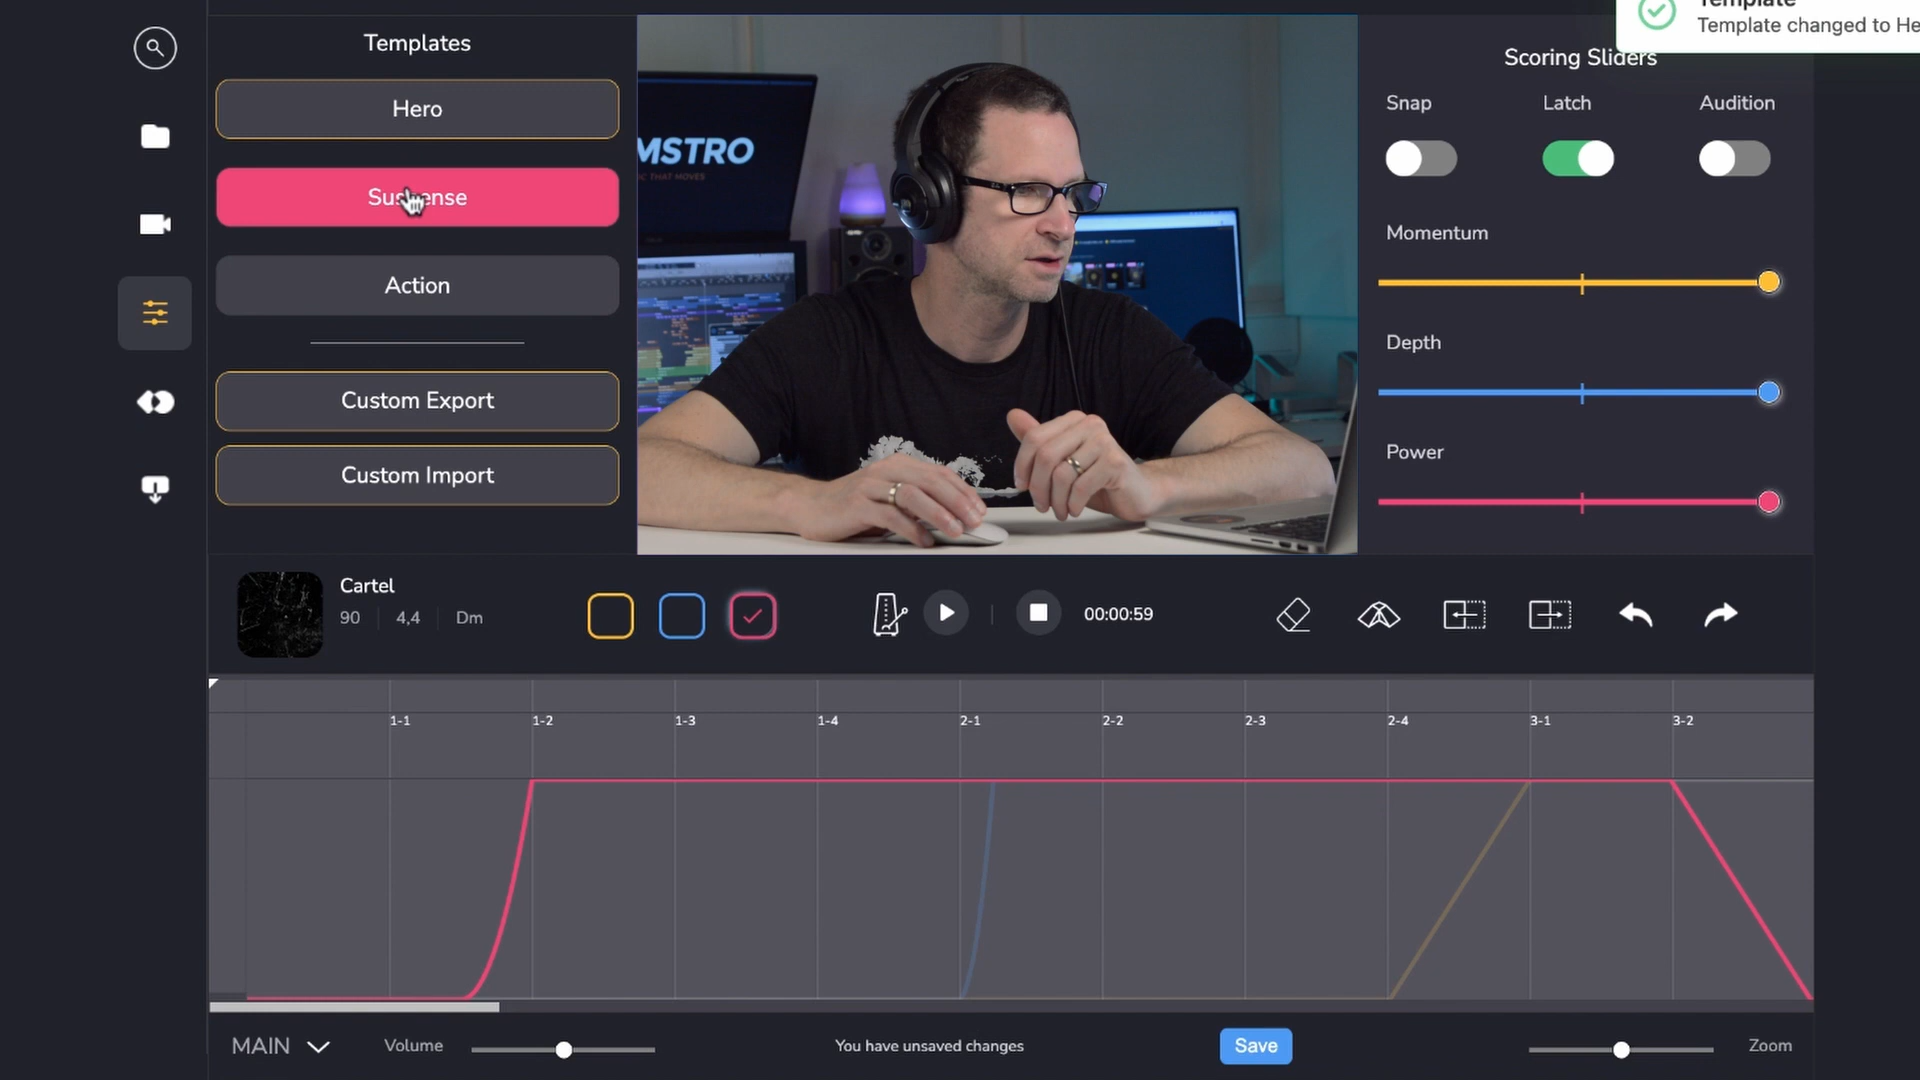 Templates
Hero
Suspense
Action
Custom Export
Custom Import
MSTRO
THAT MOVES
Template
Template changed to He
Scoring Sliders
Snap
Latch
Audition
Momentum
Depth
Power
Cartel
90
4,4
Dm
00:00:59
1-1
1-2
1-3
1-4
2-1
2-2
2-3
2-4
3-1
3-2
MAIN
Volume
You have unsaved changes
Save
Zoom